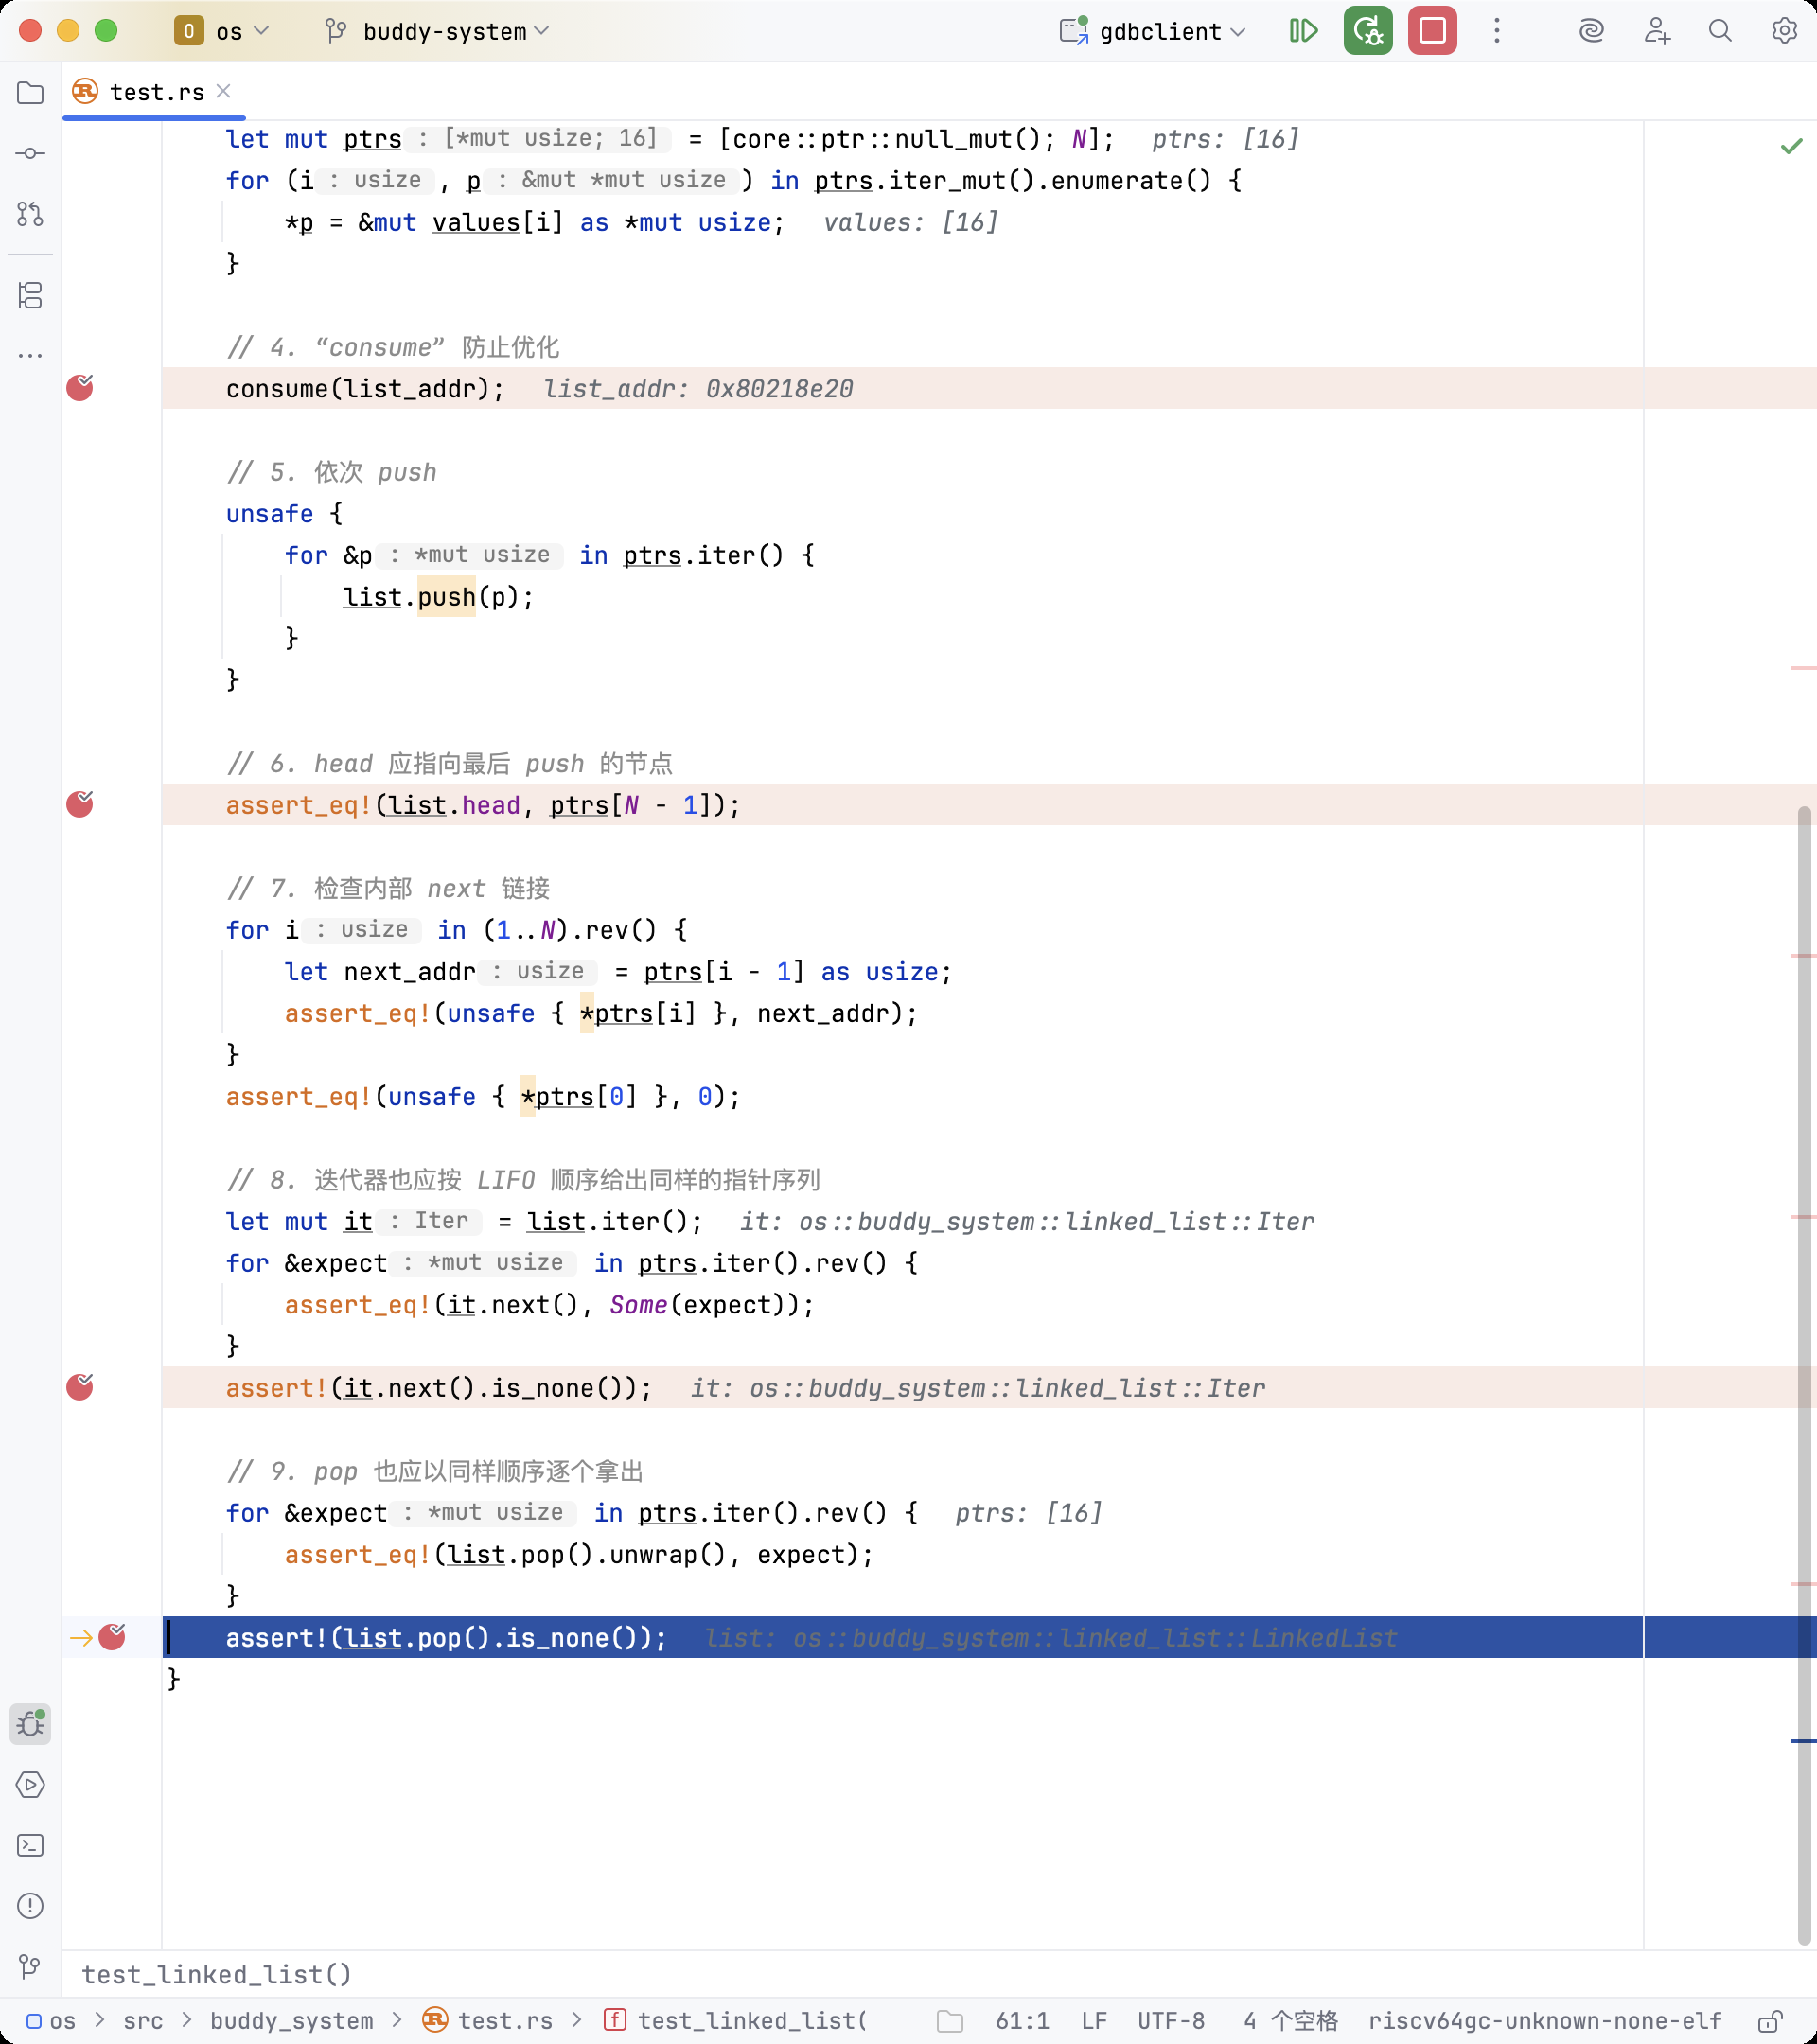 O os buddy-system gdbclient
test.rs
let mut ptrs : [*mut usize; 16] = [core::ptr::null_mut(); N]; ptrs: [16]
for (i : usize , p : &mut *mut usize ) in ptrs.iter_mut().enumerate() {
*p = &mut values[i] as *mut usize; values: [16]
}
// 4. “consume” 防止优化
consume(list_addr); list_addr: 0x80218e20
// 5. 依次 push
unsafe {
for &p : *mut usize in ptrs.iter() {
list.push(p);
}
}
// 6. head 应指向最后 push 的节点
assert_eq!(list.head, ptrs[N - 1]);
// 7. 检查内部 next 链接
for i : usize in (1..N).rev() {
let next_addr : usize = ptrs[i - 1] as usize;
assert_eq!(unsafe { *ptrs[i] }, next_addr);
}
assert_eq!(unsafe { *ptrs[0] }, 0);
// 8. 迭代器也应按 LIFO 顺序给出同样的指针序列
let mut it : Iter = list.iter(); it: os::buddy_system::linked_list::Iter
for &expect : *mut usize in ptrs.iter().rev() {
assert_eq!(it.next(), Some(expect));
}
assert!(it.next().is_none()); it: os::buddy_system::linked_list::Iter
// 9. pop 也应以同样顺序逐个拿出
for &expect : *mut usize in ptrs.iter().rev() { ptrs: [16]
assert_eq!(list.pop().unwrap(), expect);
}
assert!(list.pop().is_none()); list: os::buddy_system::linked_list::LinkedList
}
test_linked_list()
os > src > buddy_system > test.rs > f test_linked_list( 61:1 LF UTF-8 4 个空格 riscv64gc-unknown-none-elf